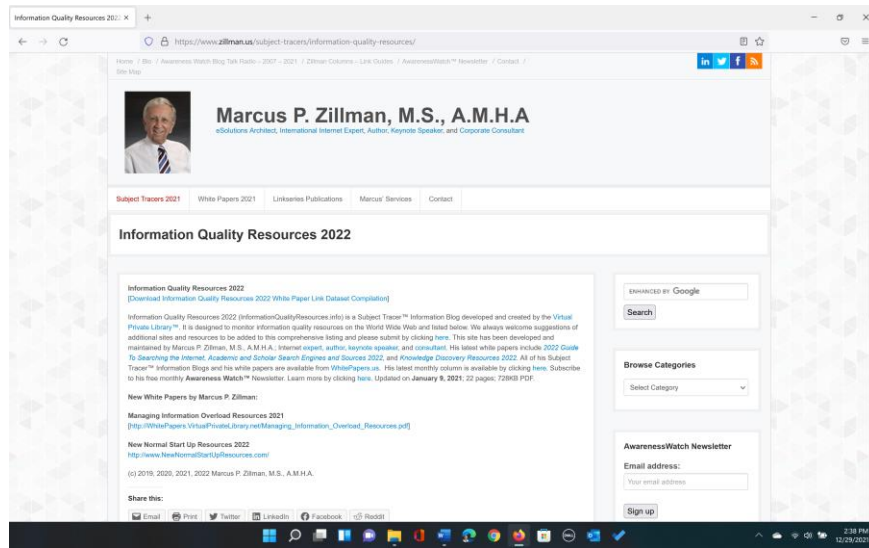 Information Quality Resources 202
https://www.zillman.us/subject-tracers/information-quality-resources/
Home / Bio / Awareness Watch Blog Talk Radio – 2007 – 2021 / Zillman Columns – Link Guides / AwarenessWatch™ Newsletter / Contact /
Site Map
Marcus P. Zillman, M.S., A.M.H.A
eSolutions Architect, International Internet Expert, Author, Keynote Speaker, and Corporate Consultant
Subject Tracers 2021 White Papers 2021 Linkseries Publications Marcus' Services Contact
Information Quality Resources 2022
Information Quality Resources 2022
[Download Information Quality Resources 2022 White Paper Link Dataset Compilation]
Information Quality Resources 2022 (InformationQualityResources.info) is a Subject Tracer™ Information Blog developed and created by the Virtual
Private Library™. It is designed to monitor information quality resources on the World Wide Web and listed below. We always welcome suggestions of
additional sites and resources to be added to this comprehensive listing and please submit by clicking here. This site has been developed and
maintained by Marcus P. Zillman, M.S., A.M.H.A.; Internet expert, author, keynote speaker, and consultant. His latest white papers include 2022 Guide
To Searching the Internet, Academic and Scholar Search Engines and Sources 2022, and Knowledge Discovery Resources 2022. All of his Subject
Tracer™ Information Blogs and his white papers are available from WhitePapers.us. His latest monthly column is available by clicking here. Subscribe
to his free monthly Awareness Watch™ Newsletter. Learn more by clicking here. Updated on January 9, 2021; 22 pages; 728KB PDF.
New White Papers by Marcus P. Zillman:
Managing Information Overload Resources 2021
[http://WhitePapers.VirtualPrivateLibrary.net/Managing_Information_Overload_Resources.pdf]
New Normal Start Up Resources 2022
http://www.NewNormalStartUpResources.com/
(c) 2019, 2020, 2021, 2022 Marcus P. Zillman, M.S., A.M.H.A.
Share this:
Email Print Twitter LinkedIn Facebook Reddit
ENHANCED BY Google
Search
Browse Categories
Select Category
AwarenessWatch Newsletter
Email address:
Your email address
Sign up
2:38 PM
12/29/2021